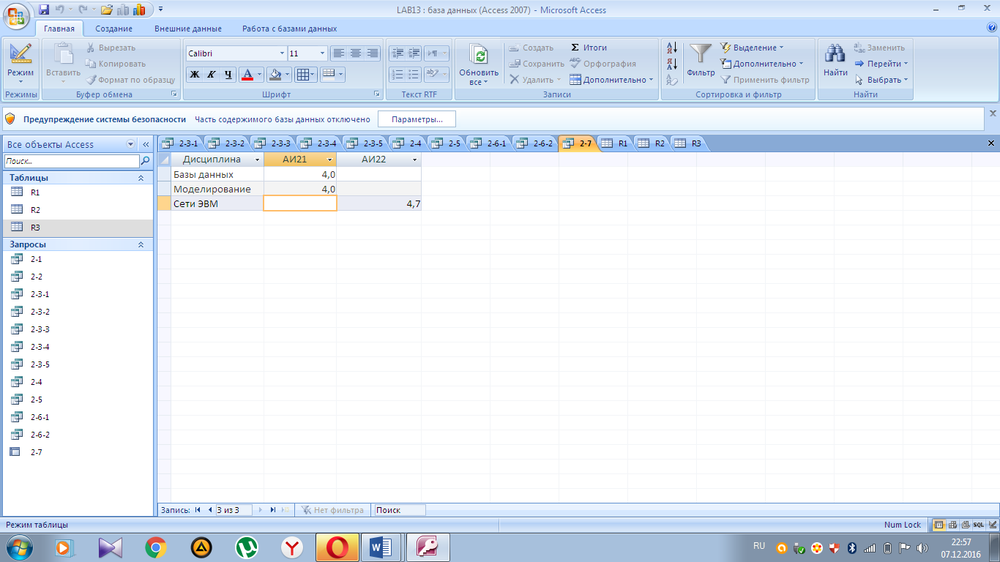 LAB13 : база данных (Access 2007) - Microsoft Access
Главная Создание Внешние данные Работа с базами данных
Режим
Режимы
Вставить
Вырезать
Копировать
Формат по образцу
Буфер обмена
Calibri 11
Ж К Ч А
Шрифт
Текст RTF
Обновить все
Создать
Сохранить
Удалить
Итоги
Орфография
Дополнительно
Записи
Фильтр
Выделение
Дополнительно
Применить фильтр
Сортировка и фильтр
Найти
Заменить
Перейти
Выбрать
Найти
Предупреждение системы безопасности Часть содержимого базы данных отключено Параметры...
Все объекты Access
Поиск...
Таблицы
R1
R2
R3
Запросы
2-1
2-2
2-3-1
2-3-2
2-3-3
2-3-4
2-3-5
2-4
2-5
2-6-1
2-6-2
2-7
2-3-1 2-3-2 2-3-3 2-3-4 2-3-5 2-4 2-5 2-6-1 2-6-2 2-7 R1 R2 R3
Дисциплина АИ21 АИ22
Базы данных 4,0
Моделирование 4,0
Сети ЭВМ 4,7
Запись: 3 из 3 Нет фильтра Поиск
Режим таблицы Num Lock SQL
RU 22:57
07.12.2016